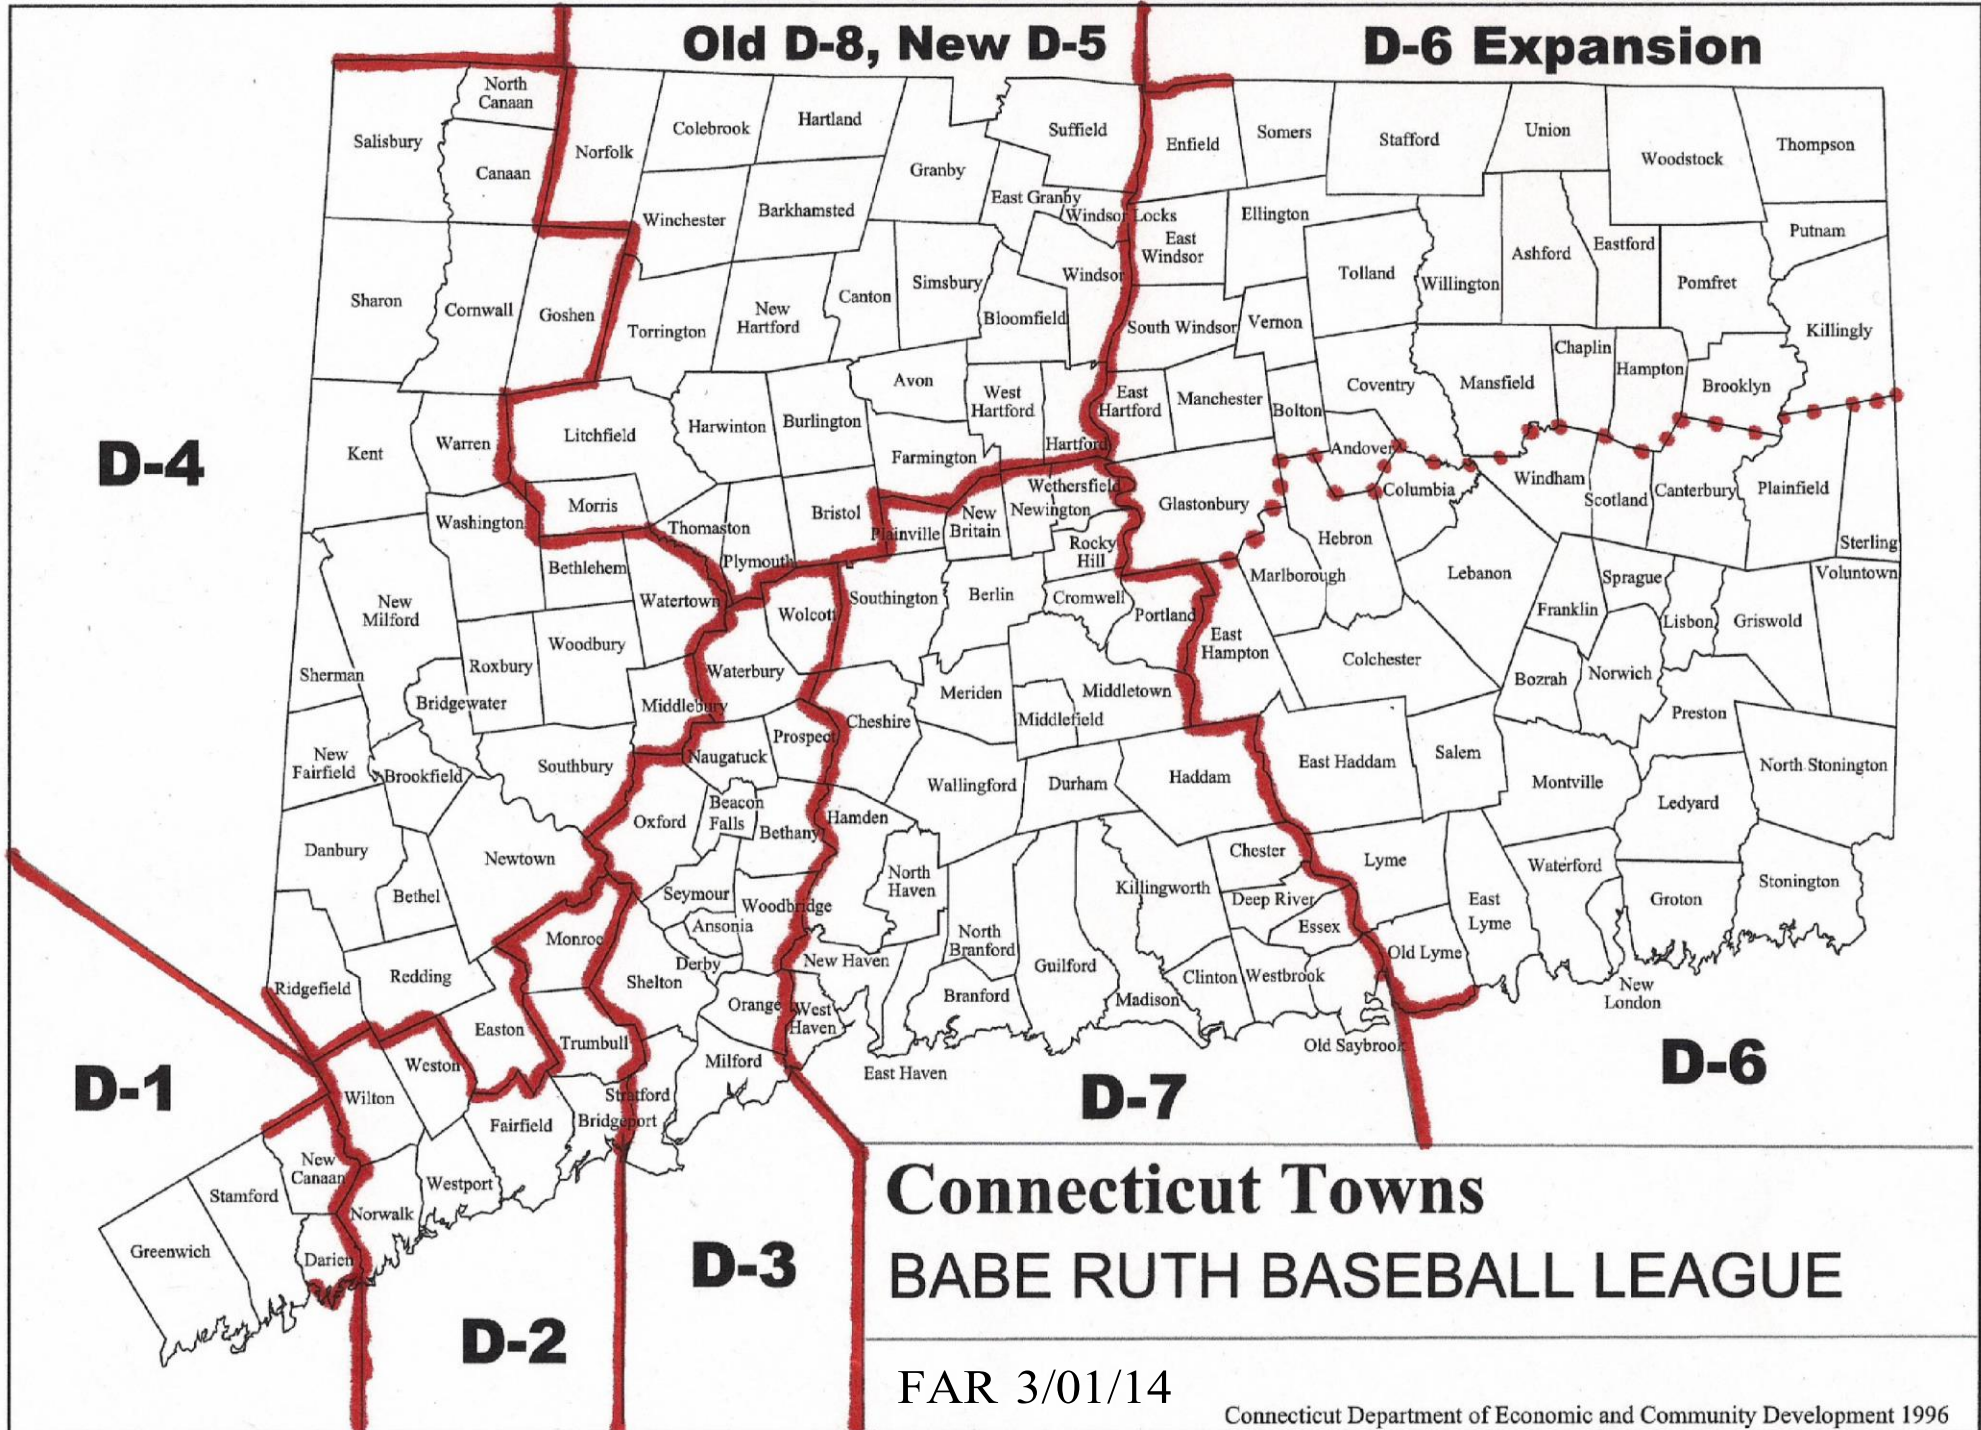 Old D-8, New D-5
D-6 Expansion
North
Canaan
Salisbury
Canaan
Norfolk
Colebrook
Hartland
Granby
Suffield
Enfield
Somers
Stafford
Union
Woodstock
Thompson
Winchester
Barkhamsted
East Granby
Windsor Locks
East
Windsor
Ellington
Putnam
Ashford
Eastford
Sharon
Cornwall
Goshen
Torrington
New
Hartford
Canton
Simsbury
Bloomfield
Windsor
South Windsor
Vernon
Tolland
Willington
Pomfret
Killingly
Avon
West
Hartford
East
Hartford
Manchester
Bolton
Coventry
Mansfield
Chaplin
Hampton
Brooklyn
D-4
Kent
Warren
Litchfield
Harwinton
Burlington
Farmington
Hartford
Andover
Wethersfield
Newington
Glastonbury
Columbia
Windham
Scotland
Canterbury
Plainfield
Sterling
Washington
Morris
Thomaston
Bristol
Plainville
New
Britain
Rocky
Hill
Hebron
Marlborough
Lebanon
Sprague
Voluntown
Bethlehem
Plymouth
Watertown
Wolcott
Southington
Berlin
Cromwell
Portland
East
Hampton
Franklin
Lisbon
Griswold
New
Milford
Woodbury
Roxbury
Sherman
Bridgewater
Waterbury
Middlebury
Cheshire
Meriden
Middletown
Middlefield
Colchester
Bozrah
Norwich
Preston
New
Fairfield
Brookfield
Southbury
Naugatuck
Prospect
Wallingford
Durham
Haddam
East Haddam
Salem
Montville
North Stonington
Ledyard
Danbury
Newtown
Oxford
Beacon
Falls
Bethany
Hamden
Chester
Lyme
Waterford
Bethel
Seymour
Woodbridge
North
Haven
Killingworth
Deep River
Essex
East
Lyme
Groton
Stonington
Monroe
Ansonia
Derby
New Haven
North
Branford
Guilford
Old Lyme
Ridgefield
Redding
Shelton
Orange
West
Haven
Branford
Madison
Clinton
Westbrook
New
London
Easton
Trumbull
Milford
East Haven
Old Saybrook
D-1
Weston
Wilton
Stratford
Bridgeport
Fairfield
D-7
D-6
New
Canaan
Stamford
Norwalk
Westport
Greenwich
Darien
D-2
D-3
Connecticut Towns
BABE RUTH BASEBALL LEAGUE
FAR 3/01/14
Connecticut Department of Economic and Community Development 1996